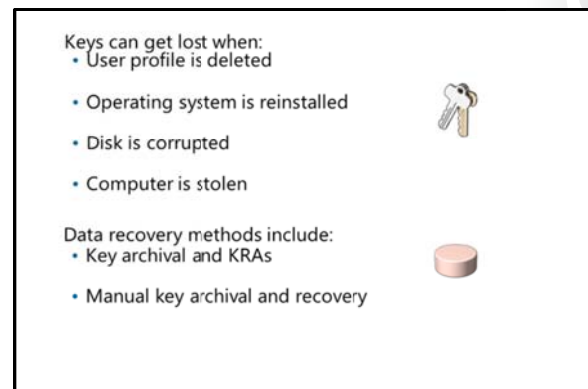 Keys can get lost when:
• User profile is deleted
• Operating system is reinstalled
• Disk is corrupted
• Computer is stolen
Data recovery methods include:
• Key archival and KRAs
• Manual key archival and recovery